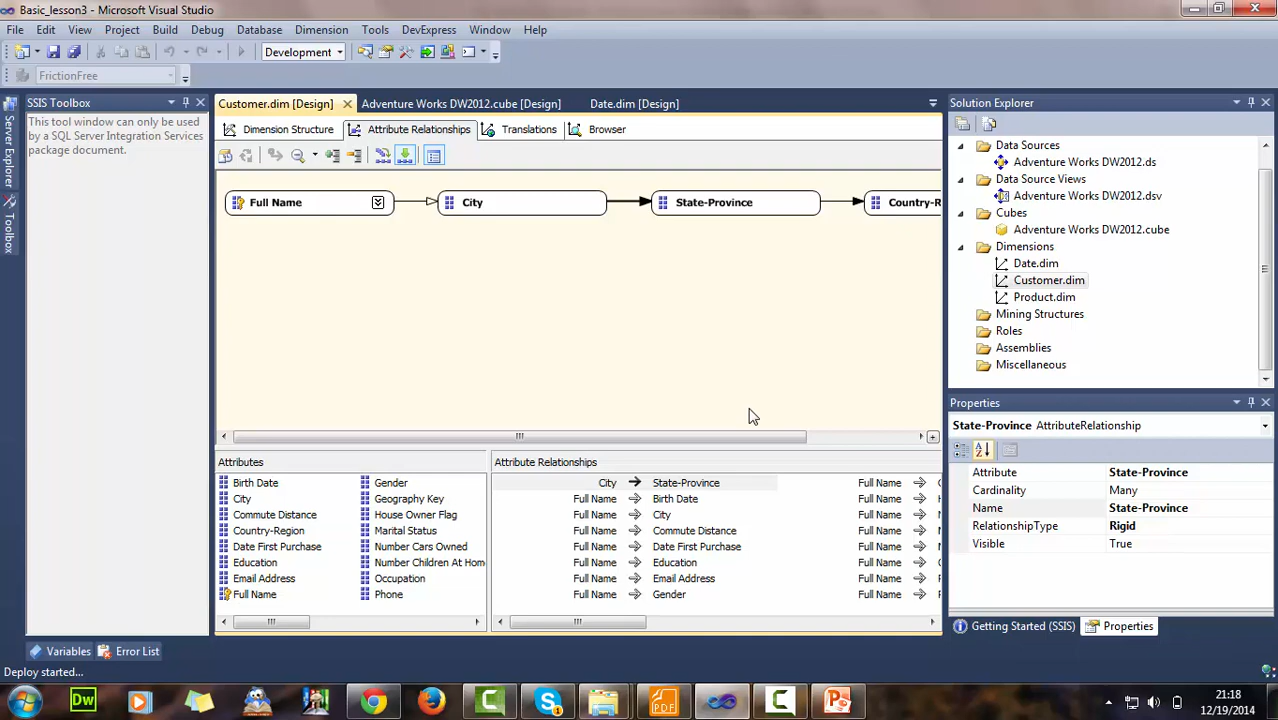 Basic_lesson3 - Microsoft Visual Studio
File Edit View Project Build Debug Database Dimension Tools DevExpress Window Help
Development
FrictionFree
Server Explorer
Toolbox
SSIS Toolbox
This tool window can only be used
by a SQL Server Integration Services
package document.
Customer.dim [Design] Adventure Works DW2012.cube [Design] Date.dim [Design]
Dimension Structure Attribute Relationships Translations Browser
Full Name City State-Province Country-R
Attributes
Birth Date Gender
City Geography Key
Commute Distance House Owner Flag
Country-Region Marital Status
Date First Purchase Number Cars Owned
Education Number Children At Hom
Email Address Occupation
Full Name Phone
Attribute Relationships
City State-Province Full Name
Full Name Birth Date Full Name
Full Name City Full Name
Full Name Commute Distance Full Name
Full Name Date First Purchase Full Name
Full Name Education Full Name
Full Name Email Address Full Name
Full Name Gender Full Name
Solution Explorer
Data Sources
Adventure Works DW2012.ds
Data Source Views
Adventure Works DW2012.dsv
Cubes
Adventure Works DW2012.cube
Dimensions
Date.dim
Customer.dim
Product.dim
Mining Structures
Roles
Assemblies
Miscellaneous
Properties
State-Province AttributeRelationship
Attribute State-Province
Cardinality Many
Name State-Province
RelationshipType Rigid
Visible True
Getting Started (SSIS) Properties
Variables Error List
Deploy started...
Dw
PDF
21:18
12/19/2014